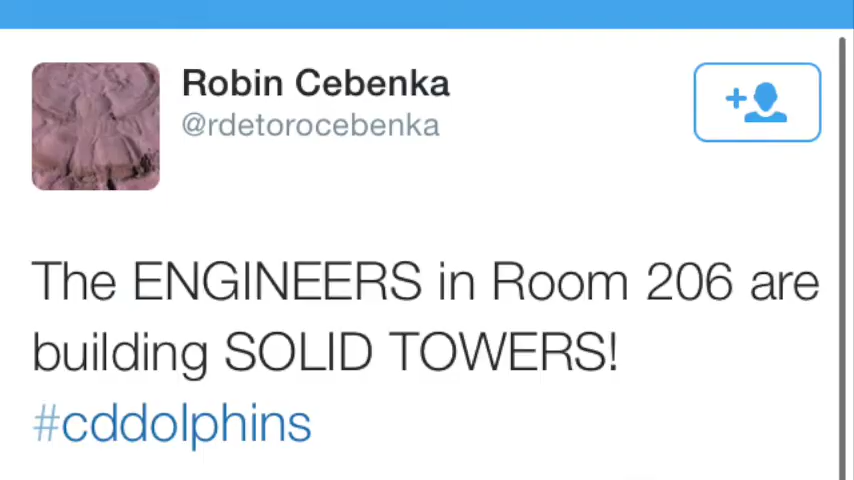 Robin Cebenka
@rdetorocebenka
The ENGINEERS in Room 206 are
building SOLID TOWERS!
#cddolphins